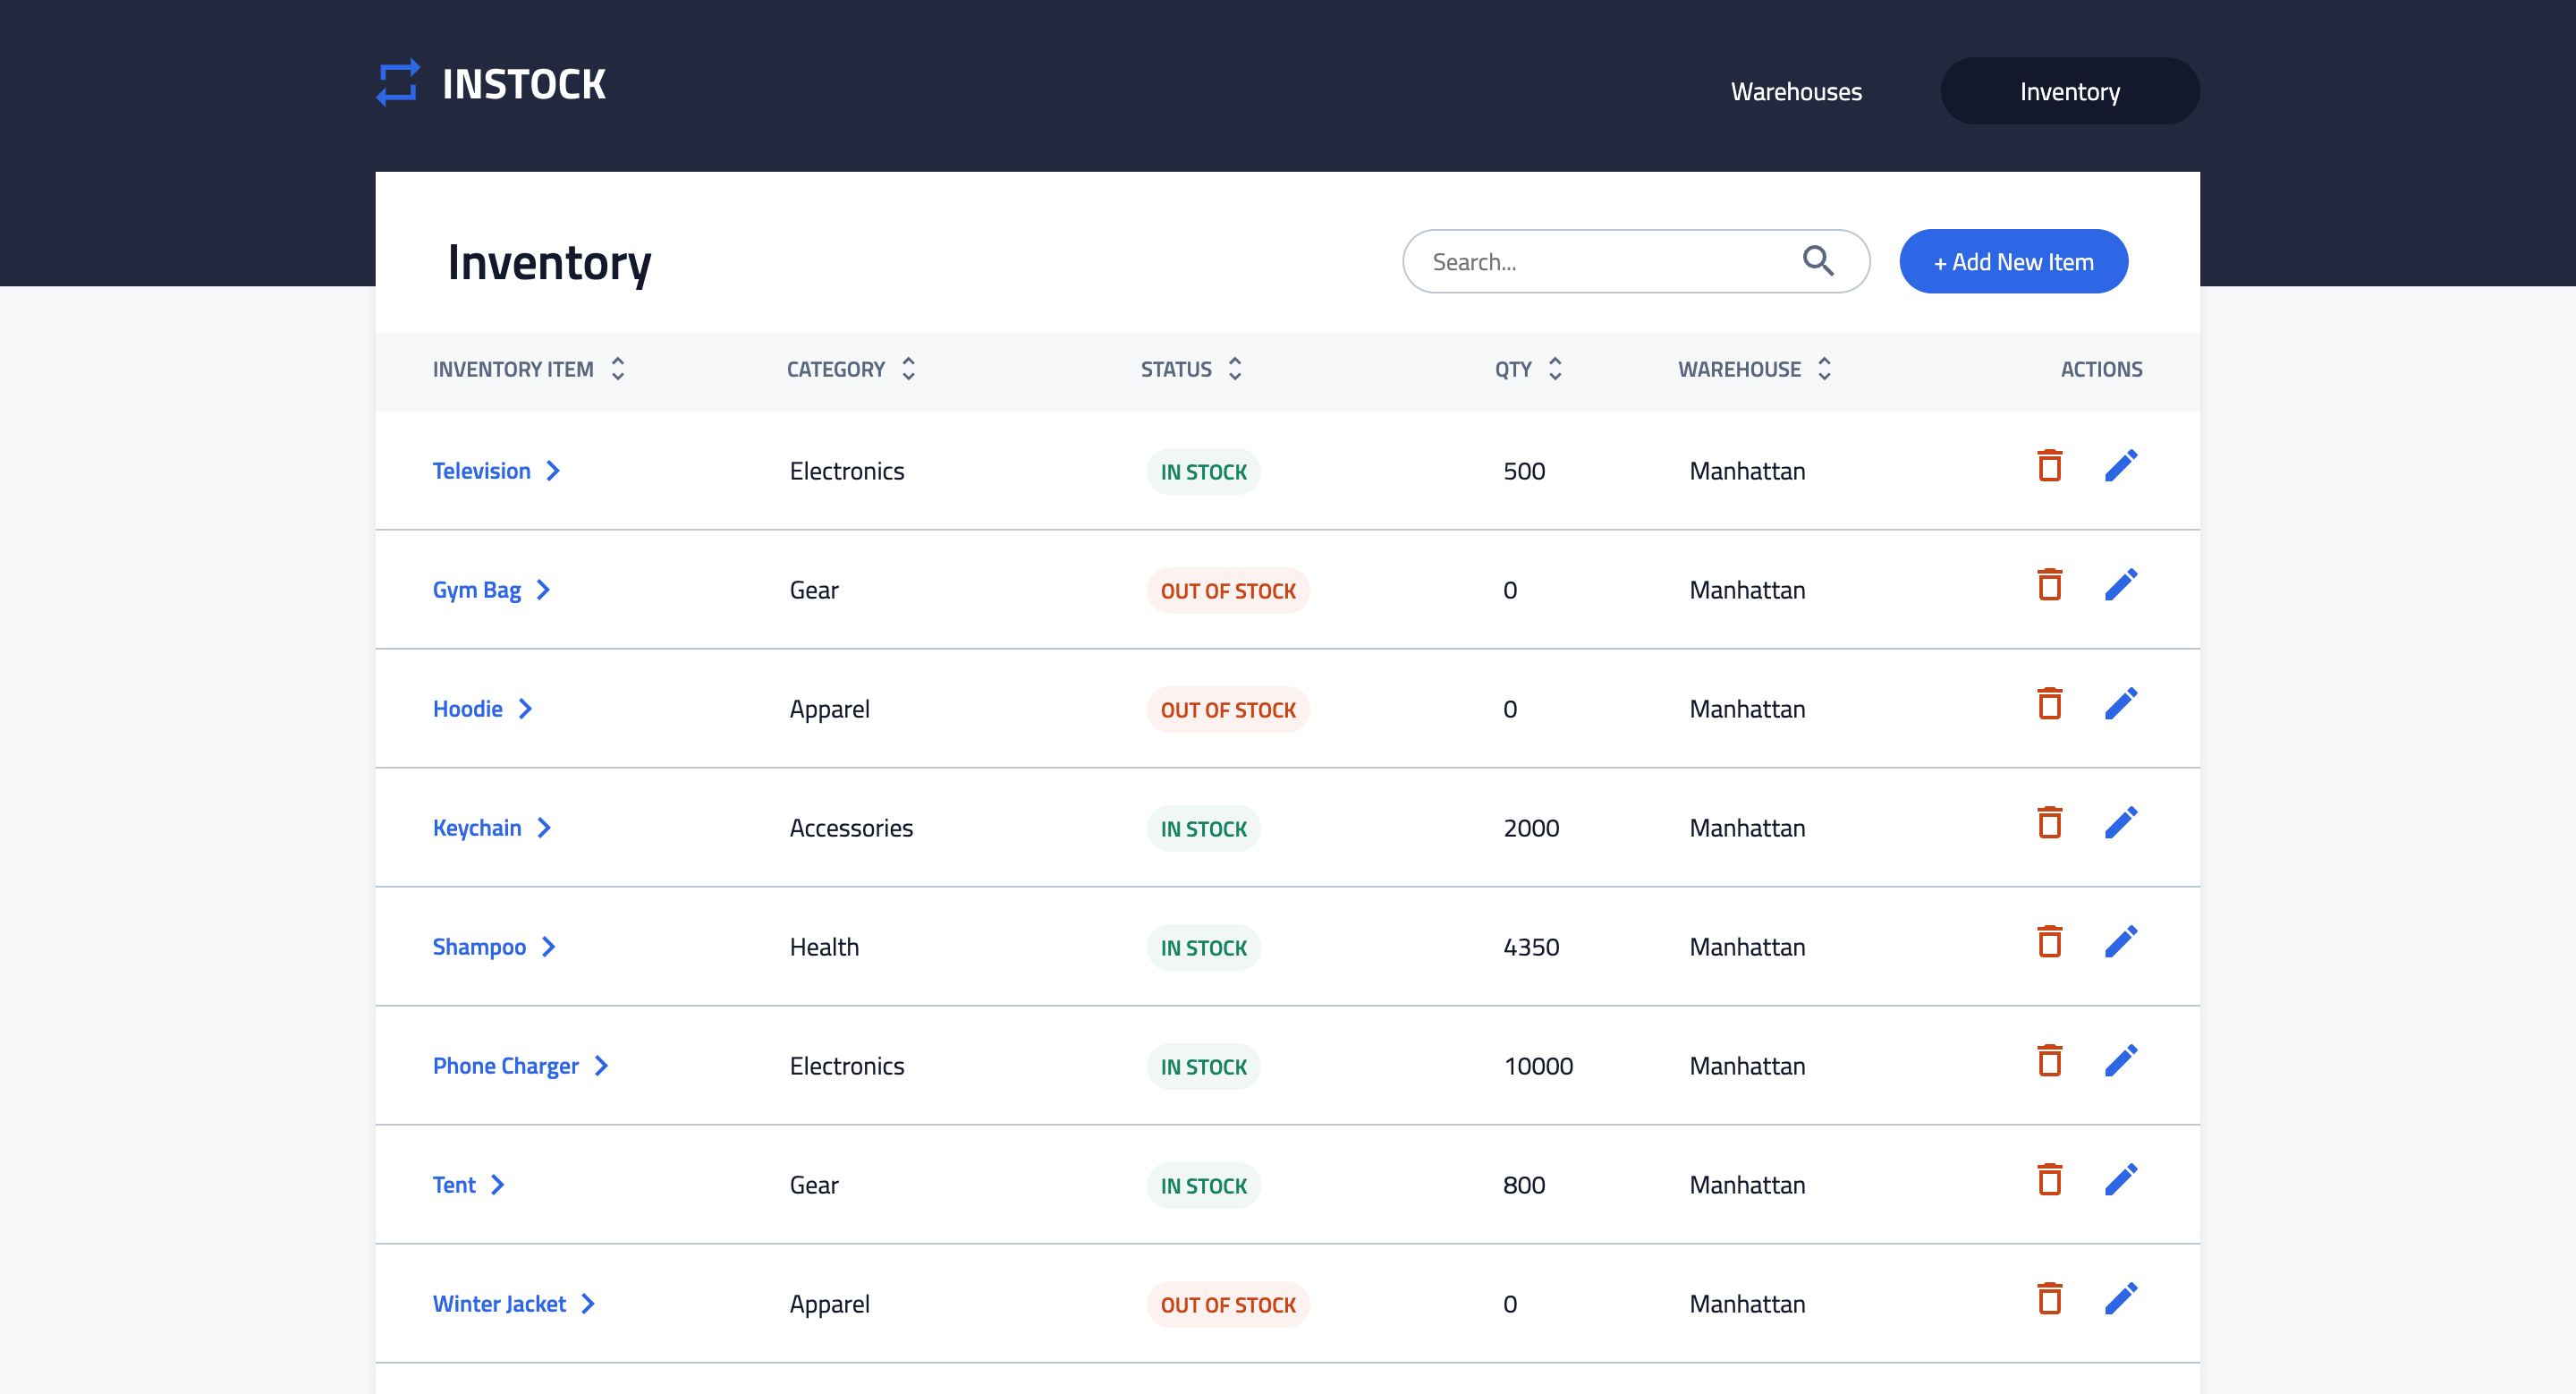 INSTOCK
Warehouses Inventory
Inventory
Search...
+ Add New Item
INVENTORY ITEM CATEGORY STATUS QTY WAREHOUSE ACTIONS
Television Electronics IN STOCK 500 Manhattan
Gym Bag Gear OUT OF STOCK 0 Manhattan
Hoodie Apparel OUT OF STOCK 0 Manhattan
Keychain Accessories IN STOCK 2000 Manhattan
Shampoo Health IN STOCK 4350 Manhattan
Phone Charger Electronics IN STOCK 10000 Manhattan
Tent Gear IN STOCK 800 Manhattan
Winter Jacket Apparel OUT OF STOCK 0 Manhattan